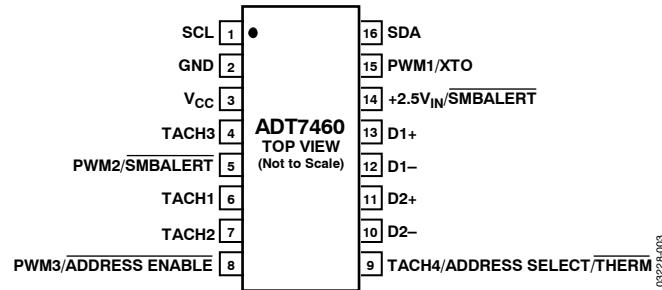 SCL 1
GND 2
VCC 3
TACH3 4
PWM2/SMBALERT 5
TACH1 6
TACH2 7
PWM3/ADDRESS ENABLE 8
ADT7460
TOP VIEW
(Not to Scale)
16 SDA
15 PWM1/XTO
14 +2.5VIN/SMBALERT
13 D1+
12 D1–
11 D2+
10 D2–
9 TACH4/ADDRESS SELECT/THERM
03228-003